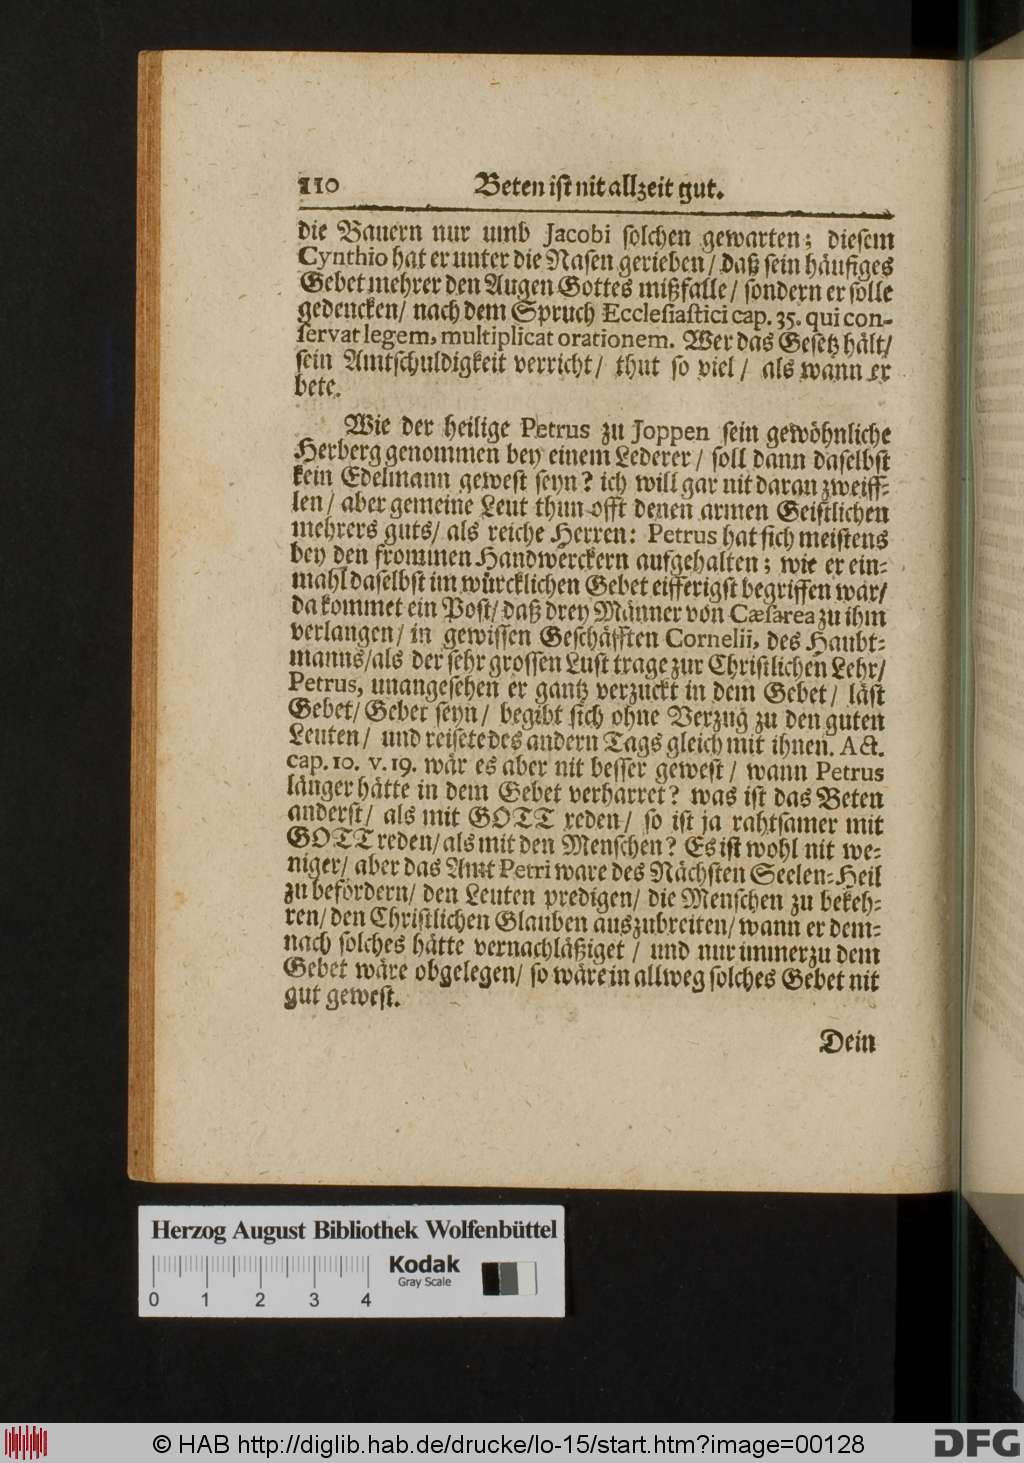 110 Beten ist nit allzeit gut.
die Bauern nur umb Jacobi solchen gewarten; diesem
Cynthio hat er unter die Nasen gerieben/ daß sein häufiges
Gebet mehrer den Augen Gottes mißfalle/ sondern er solle
gedencken/ nach dem Spruch Ecclesiastici cap. 35. qui con-
servat legem, multiplicat orationem. Wer das Gesetz hält/
sein Amtschuldigkeit verricht/ thut so viel/ als wann er
bete.
Wie der heilige Petrus zu Joppen sein gewöhnliche
Herberg genommen bey einem Lederer/ soll dann daselbst
kein Edelmann gewest seyn? ich will gar nit daran zweiff-
len/ aber gemeine Leut thun offt denen armen Geistlichen
mehrers guts/ als reiche Herren: Petrus hat sich meistens
bey den frommen Handwerckern aufgehalten; wie er ein-
mahl daselbst im würcklichen Gebet eifferigst begriffen war/
da kommet ein Post/ daß drey Männer von Cæsarea zu ihm
verlangen/ in gewissen Geschäfften Cornelii, des Haubt-
manns/als der sehr grossen Lust trage zur Christlichen Lehr/
Petrus, unangesehen er gantz verzuckt in dem Gebet/ läst
Gebet/ Gebet seyn/ begibt sich ohne Verzug zu den guten
Leuten/ und reisete des andern Tags gleich mit ihnen. Act.
cap. 10. v. 19. wär es aber nit besser gewest/ wann Petrus
länger hätte in dem Gebet verharret? was ist das Beten
anderst/ als mit GOTT reden/ so ist ja rahtsamer mit
GOTT reden/als mit den Menschen? Es ist wohl nit we-
niger/ aber das Amt Petri ware des Nächsten Seelen-Heil
zu befördern/ den Leuten predigen/ die Menschen zu bekeh-
ren/ den Christlichen Glauben auszubreiten/ wann er dem-
nach solches hätte vernachläßiget/ und nur immerzu dem
Gebet wäre obgelegen/ so wäre in allweg solches Gebet nit
gut gewest.
Dein
Herzog August Bibliothek Wolfenbüttel
Kodak
Gray Scale
0 1 2 3 4
© HAB http://diglib.hab.de/drucke/lo-15/start.htm?image=00128
DFG